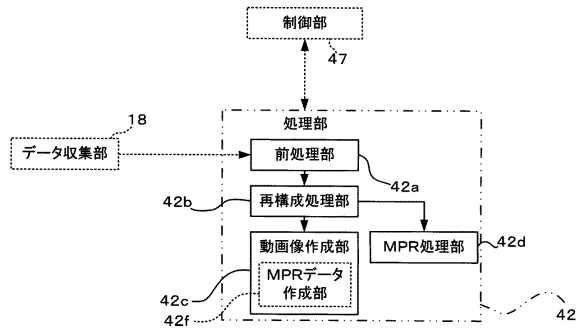 制御部
47
18
データ収集部
処理部
前処理部
42a
42b
再構成処理部
動画像作成部
MPR処理部
42d
MPRデータ
作成部
42c
42f
42